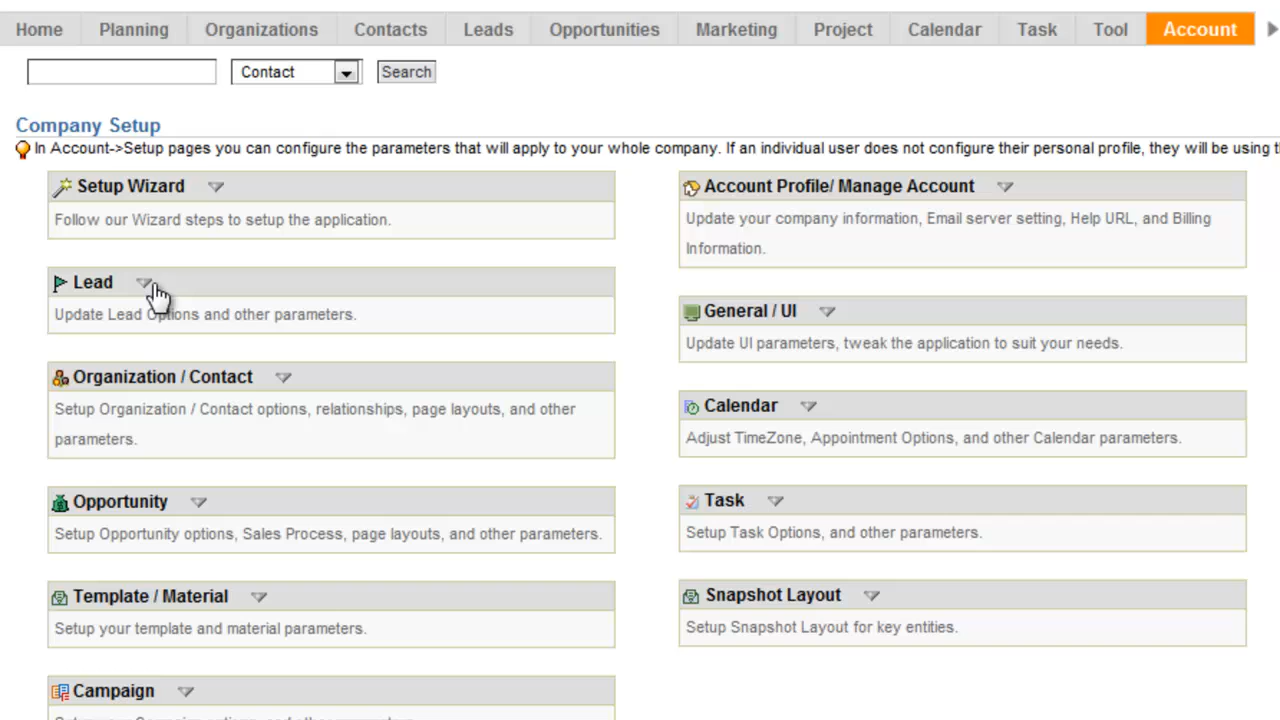 Home Planning Organizations Contacts Leads Opportunities Marketing Project Calendar Task Tool Account
Contact Search
Company Setup
In Account->Setup pages you can configure the parameters that will apply to your whole company. If an individual user does not configure their personal profile, they will be using
Setup Wizard
Follow our Wizard steps to setup the application.
Lead
Update Lead Options and other parameters.
Organization / Contact
Setup Organization / Contact options, relationships, page layouts, and other
parameters.
Opportunity
Setup Opportunity options, Sales Process, page layouts, and other parameters.
Template / Material
Setup your template and material parameters.
Campaign
Account Profile/ Manage Account
Update your company information, Email server setting, Help URL, and Billing
Information.
General / UI
Update UI parameters, tweak the application to suit your needs.
Calendar
Adjust TimeZone, Appointment Options, and other Calendar parameters.
Task
Setup Task Options, and other parameters.
Snapshot Layout
Setup Snapshot Layout for key entities.